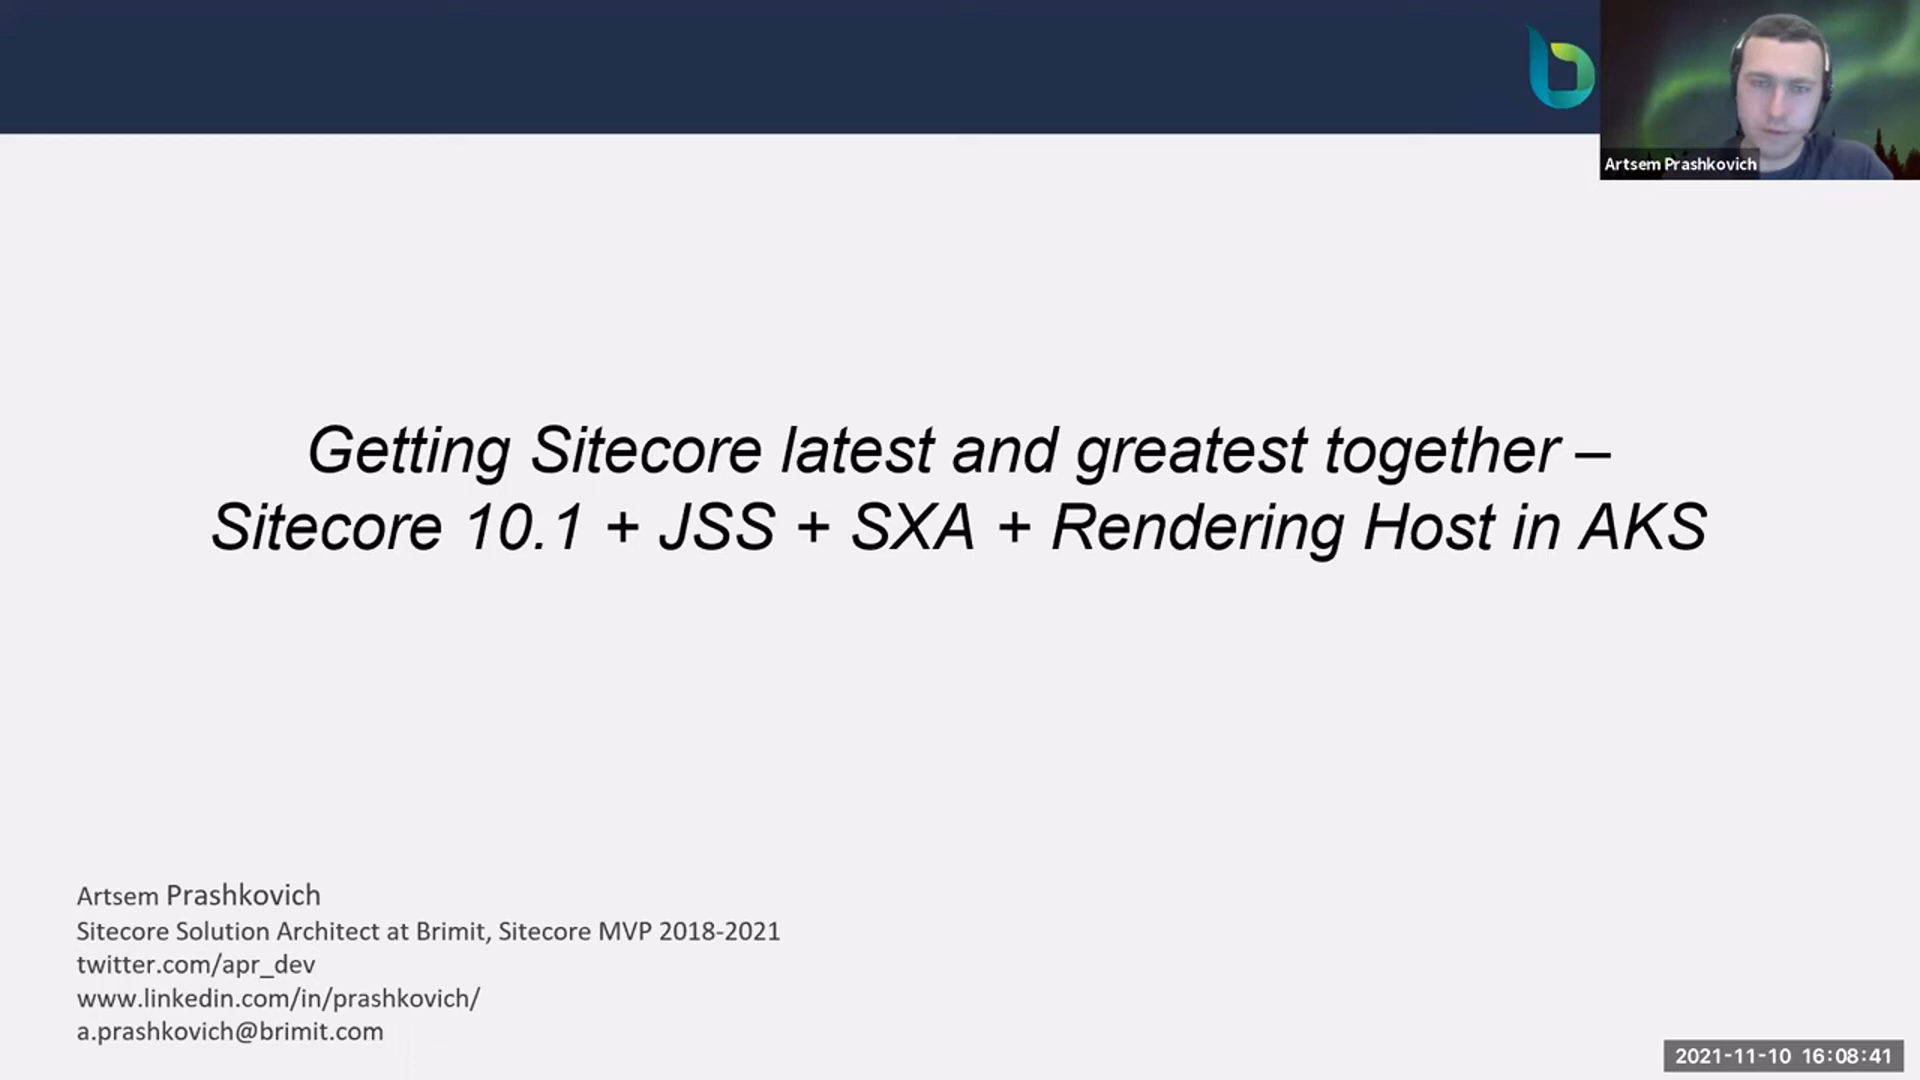 Artsem Prashkovich
Getting Sitecore latest and greatest together –
Sitecore 10.1 + JSS + SXA + Rendering Host in AKS
Artsem Prashkovich
Sitecore Solution Architect at Brimit, Sitecore MVP 2018-2021
twitter.com/apr_dev
www.linkedin.com/in/prashkovich/
a.prashkovich@brimit.com
2021-11-10 16:08:41